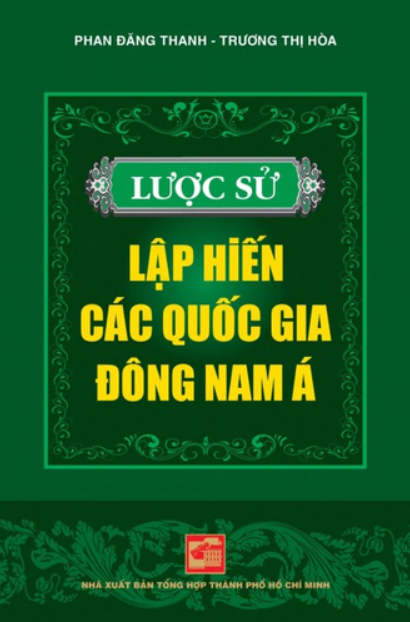 PHAN ĐĂNG THANH - TRƯƠNG THỊ HÒA
LƯỢC SỬ
LẬP HIẾN
CÁC QUỐC GIA
ĐÔNG NAM Á
NHÀ XUẤT BẢN TỔNG HỢP THÀNH PHỐ HỒ CHÍ MINH